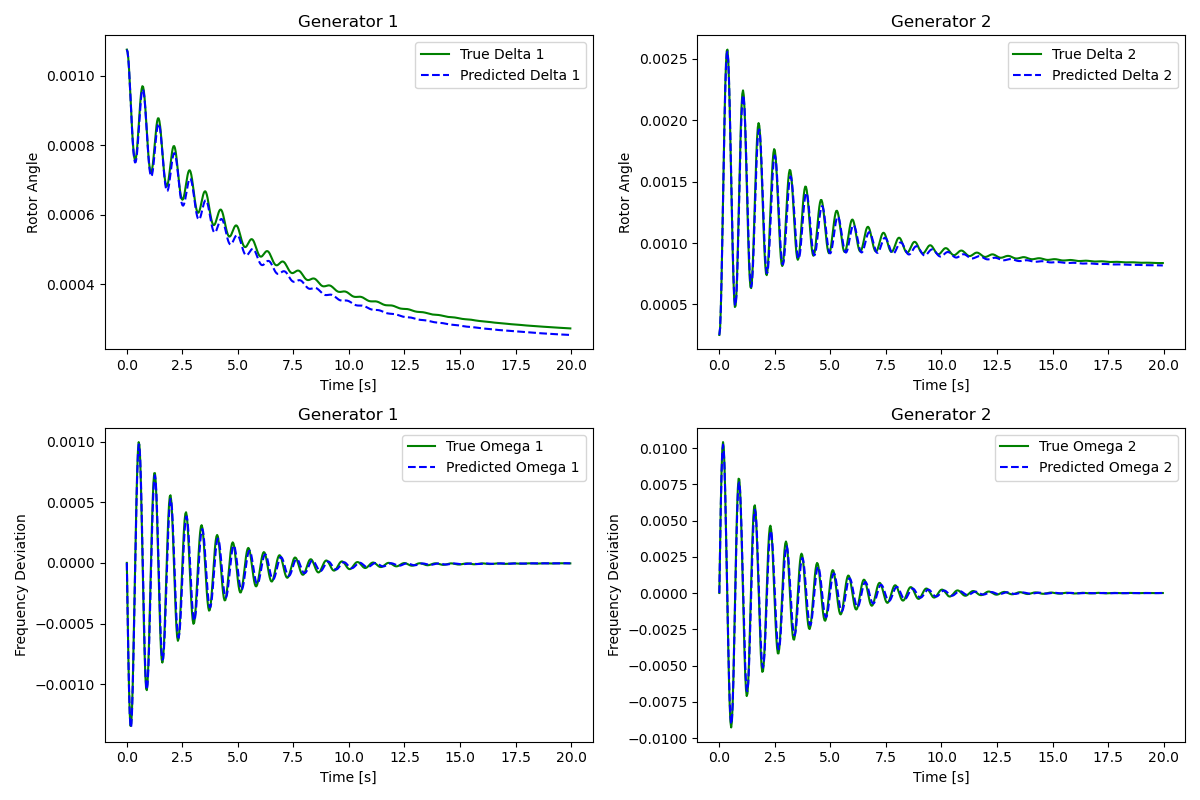 Generator 1
True Delta 1
Predicted Delta 1
Rotor Angle
0.0010
0.0008
0.0006
0.0004
0.0 2.5 5.0 7.5 10.0 12.5 15.0 17.5 20.0
Time [s]
Generator 2
True Delta 2
Predicted Delta 2
Rotor Angle
0.0025
0.0020
0.0015
0.0010
0.0005
0.0 2.5 5.0 7.5 10.0 12.5 15.0 17.5 20.0
Time [s]
Generator 1
True Omega 1
Predicted Omega 1
Frequency Deviation
0.0010
0.0005
0.0000
−0.0005
−0.0010
0.0 2.5 5.0 7.5 10.0 12.5 15.0 17.5 20.0
Time [s]
Generator 2
True Omega 2
Predicted Omega 2
Frequency Deviation
0.0100
0.0075
0.0050
0.0025
0.0000
−0.0025
−0.0050
−0.0075
−0.0100
0.0 2.5 5.0 7.5 10.0 12.5 15.0 17.5 20.0
Time [s]